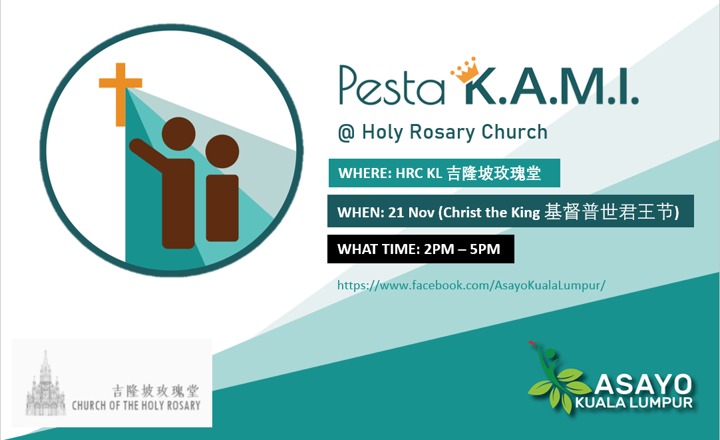 Pesta K.A.M.I.
@ Holy Rosary Church
WHERE: HRC KL 吉隆坡玫瑰堂
WHEN: 21 Nov (Christ the King 基督普世君王节)
WHAT TIME: 2PM – 5PM
https://www.facebook.com/AsayoKualaLumpur/
吉隆坡玫瑰堂
CHURCH OF THE HOLY ROSARY
ASAYO
KUALA LUMPUR